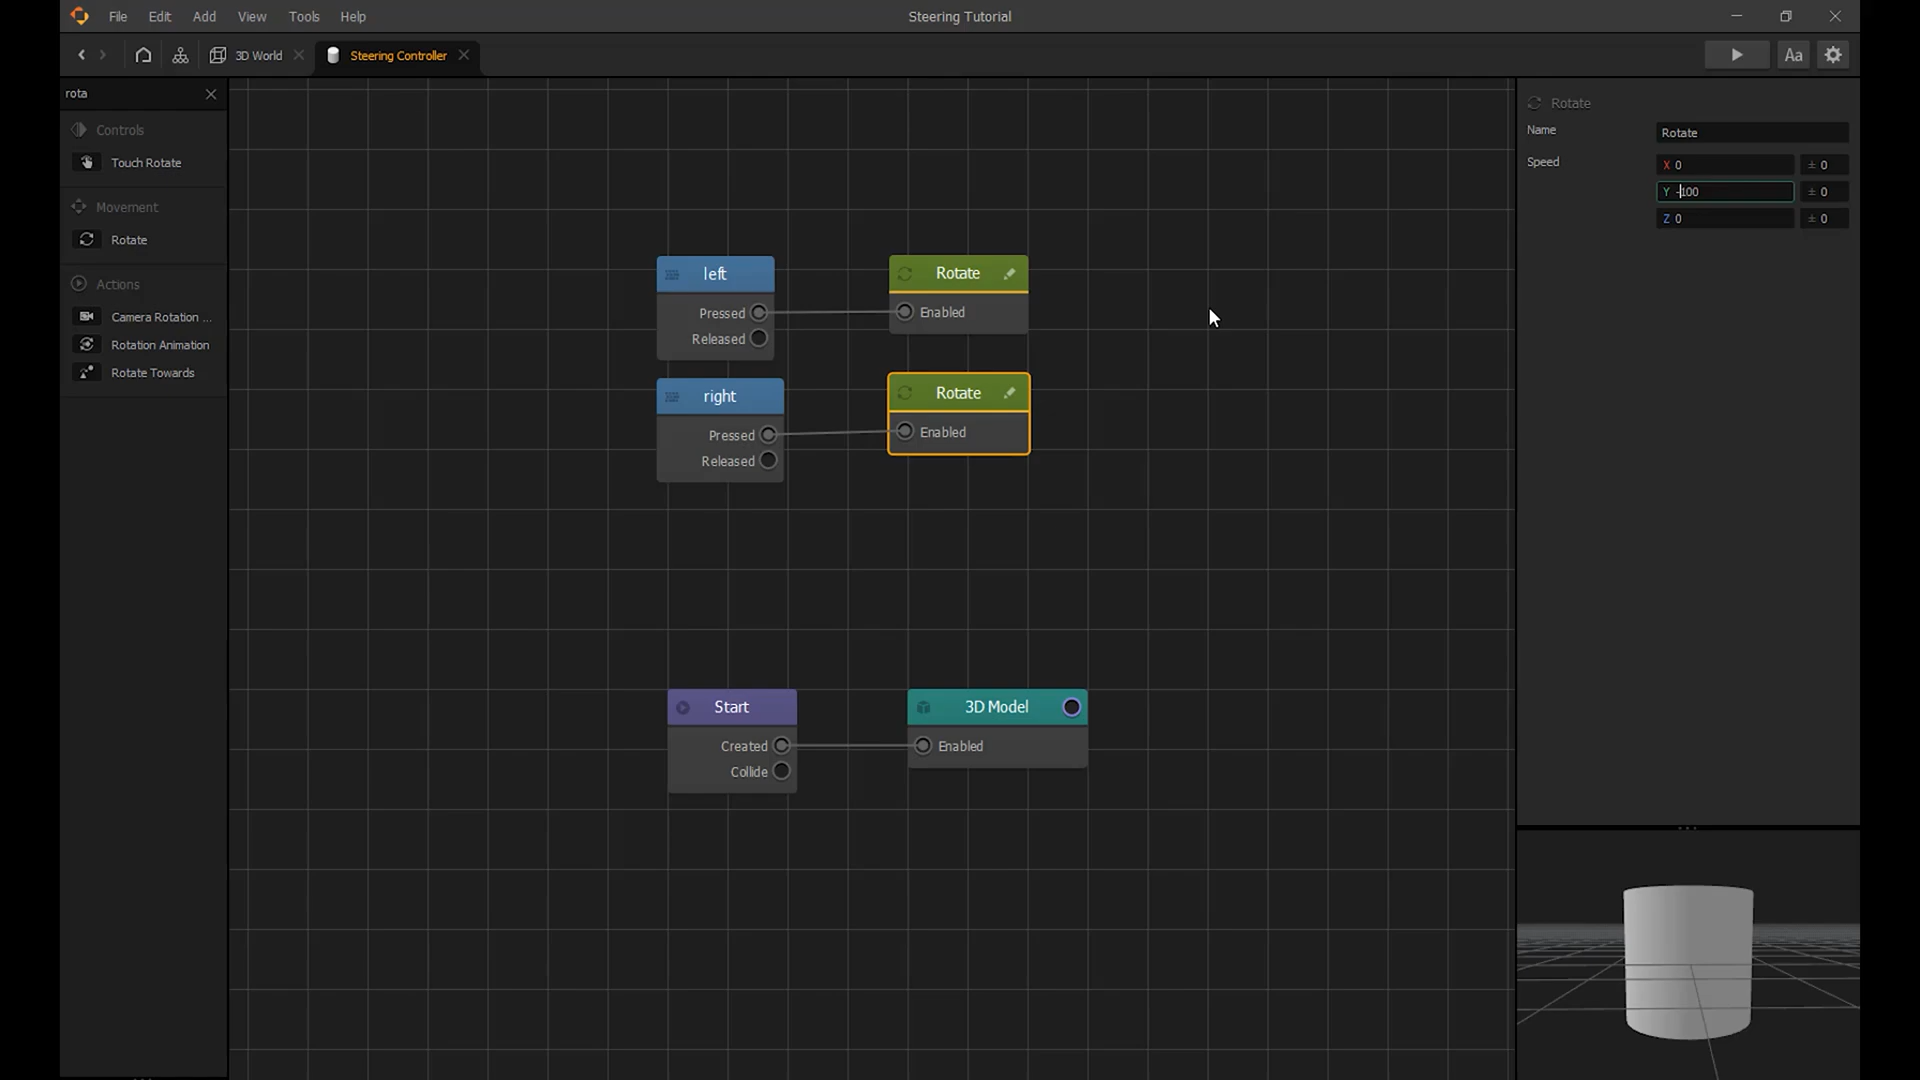 File Edit View Add Tools Help
Steering Tutorial
3D World
Steering Controller
Aa
rota
Controls
Touch Rotate
Movement
Rotate
Actions
Camera Rotation ...
Rotation Animation
Rotate Towards
left
Pressed
Released
Rotate
Enabled
right
Pressed
Released
Rotate
Enabled
Start
Created
Collide
3D Model
Enabled
Rotate
Name Rotate
Speed X 0 ± 0
Y -100 ± 0
Z 0 ± 0